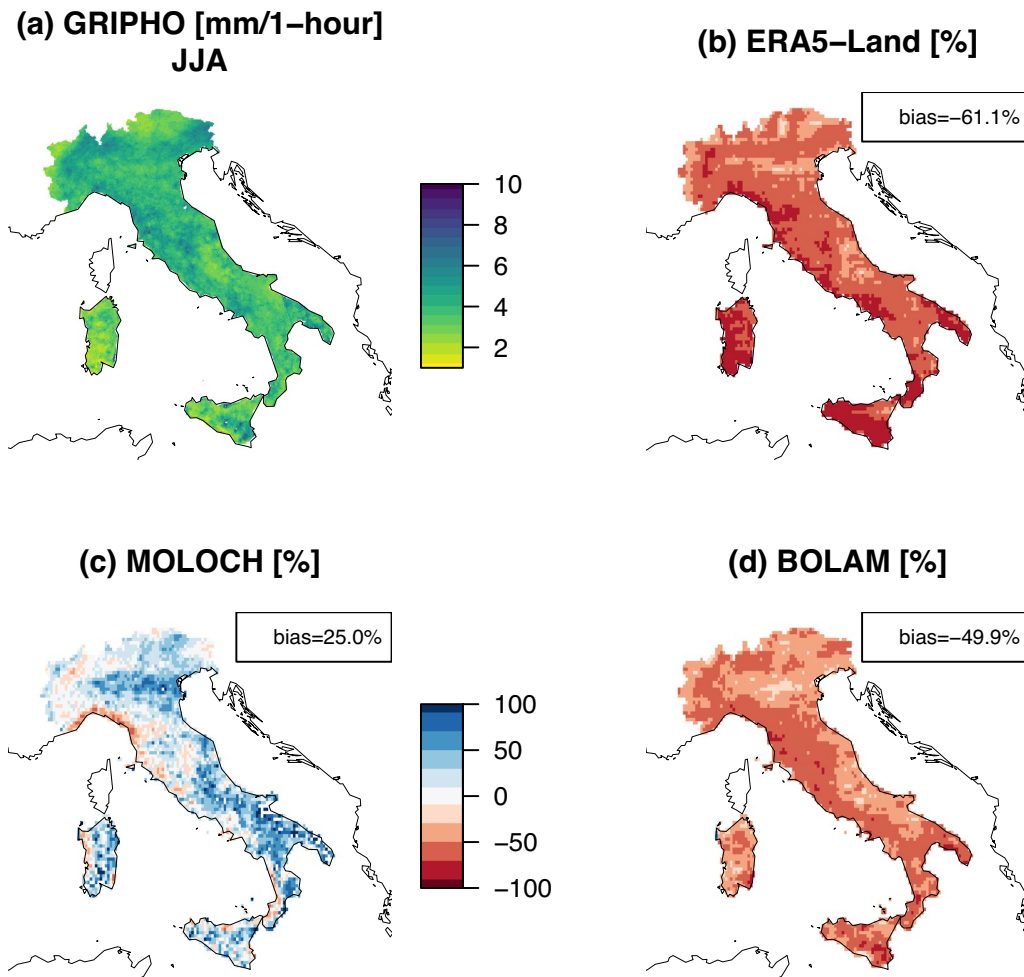 (a) GRIPHO [mm/1−hour]
JJA
(b) ERA5−Land [%]
bias=−61.1%
10
8
6
4
2
(c) MOLOCH [%]
(d) BOLAM [%]
bias=25.0%
bias=−49.9%
100
50
0
−50
−100